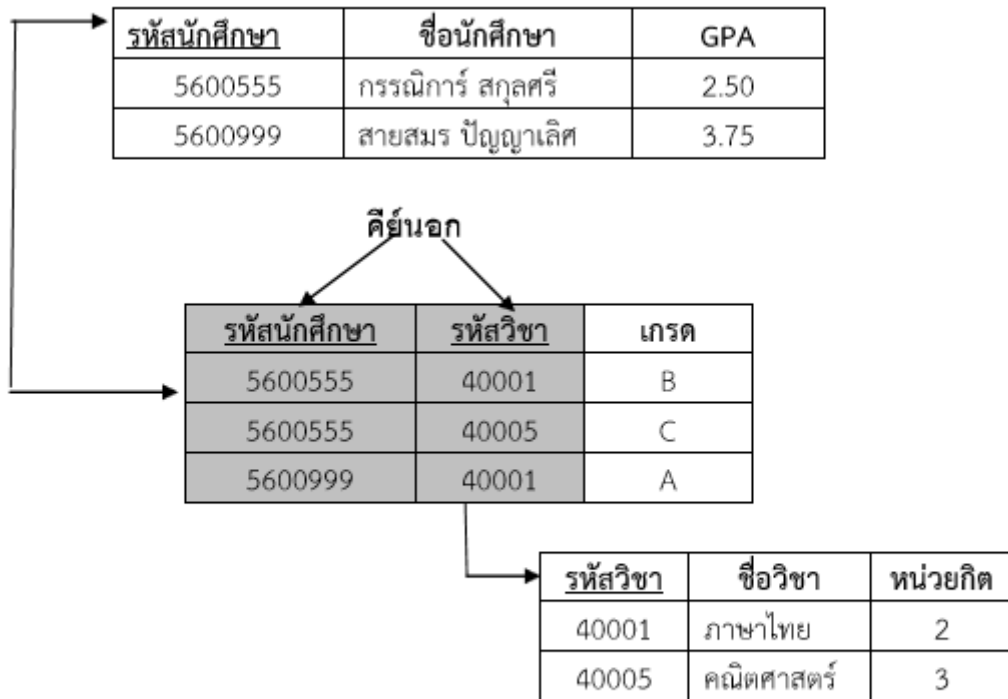 รหัสนักศึกษา ชื่อนักศึกษา GPA
5600555 กรรณิการ์ สกุลศรี 2.50
5600999 สายสมร ปัญญาเลิศ 3.75
คีย์นอก
รหัสนักศึกษา รหัสวิชา เกรด
5600555 40001 B
5600555 40005 C
5600999 40001 A
รหัสวิชา ชื่อวิชา หน่วยกิต
40001 ภาษาไทย 2
40005 คณิตศาสตร์ 3